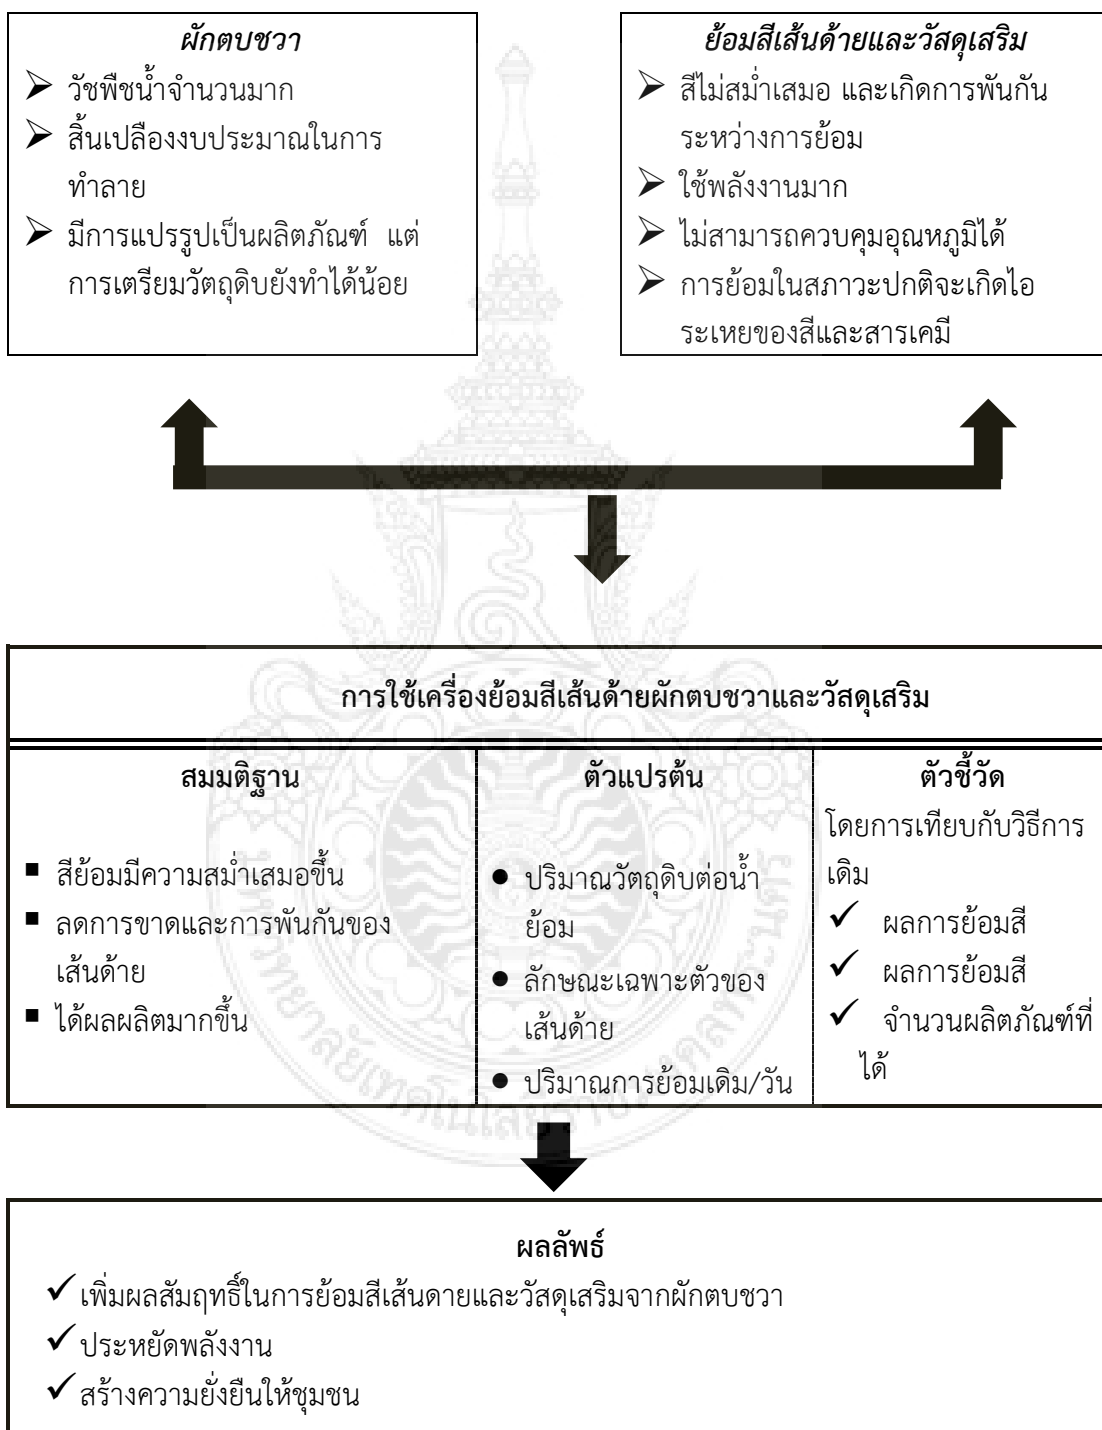 ผักตบชวา
➢ วัชพืชน้ำจำนวนมาก
➢ สิ้นเปลืองงบประมาณในการ
ทำลาย
➢ มีการแปรรูปเป็นผลิตภัณฑ์ แต่
การเตรียมวัตถุดิบยังทำได้น้อย
ย้อมสีเส้นด้ายและวัสดุเสริม
➢ สีไม่สม่ำเสมอ และเกิดการพันกัน
ระหว่างการย้อม
➢ ใช้พลังงานมาก
➢ ไม่สามารถควบคุมอุณหภูมิได้
➢ การย้อมในสภาวะปกติจะเกิดไอ
ระเหยของสีและสารเคมี
การใช้เครื่องย้อมสีเส้นด้ายผักตบชวาและวัสดุเสริม
สมมติฐาน
▪ สีย้อมมีความสม่ำเสมอขึ้น
▪ ลดการขาดและการพันกันของ
เส้นด้าย
▪ ได้ผลผลิตมากขึ้น
ตัวแปรต้น
● ปริมาณวัตถุดิบต่อน้ำ
ย้อม
● ลักษณะเฉพาะตัวของ
เส้นด้าย
● ปริมาณการย้อมเดิม/วัน
ตัวชี้วัด
โดยการเทียบกับวิธีการ
เดิม
✓ ผลการย้อมสี
✓ ผลการย้อมสี
✓ จำนวนผลิตภัณฑ์ที่
ได้
ผลลัพธ์
✓ เพิ่มผลสัมฤทธิ์ในการย้อมสีเส้นดายและวัสดุเสริมจากผักตบชวา
✓ ประหยัดพลังงาน
✓ สร้างความยั่งยืนให้ชุมชน